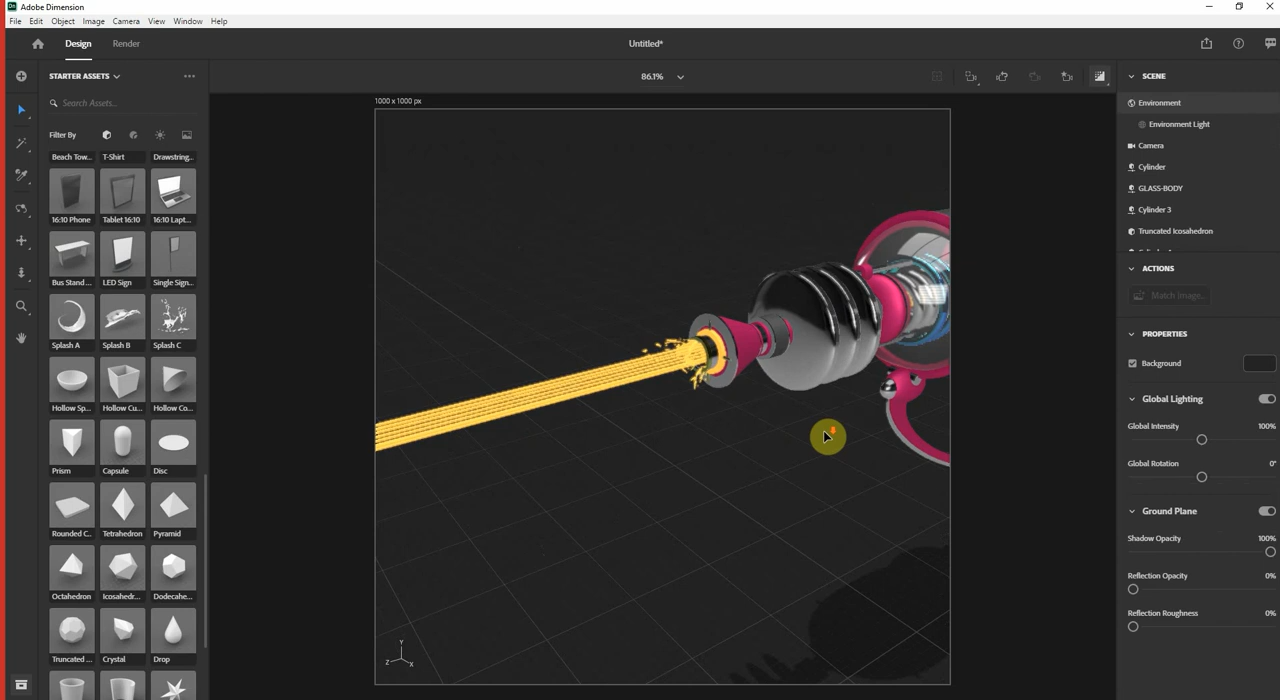 Dn Adobe Dimension
File Edit Object Image Camera View Window Help
Design Render Untitled*
STARTER ASSETS
Search Assets...
Filter By
Beach Tow... T-Shirt Drawstring...
16:10 Phone Tablet 16:10 16:10 Lapt...
Bus Stand ... LED Sign Single Sign...
Splash A Splash B Splash C
Hollow Sp... Hollow Cu... Hollow Co...
Prism Capsule Disc
Rounded C... Tetrahedron Pyramid
Octahedron Icosahedr... Dodecahe...
Truncated ... Crystal Drop
86.1%
1000 x 1000 px
Y
Z X
SCENE
Environment
Environment Light
Camera
Cylinder
GLASS-BODY
Cylinder 3
Truncated Icosahedron
ACTIONS
Match Image...
PROPERTIES
Background
Global Lighting
Global Intensity 100%
Global Rotation 0°
Ground Plane
Shadow Opacity 100%
Reflection Opacity 0%
Reflection Roughness 0%